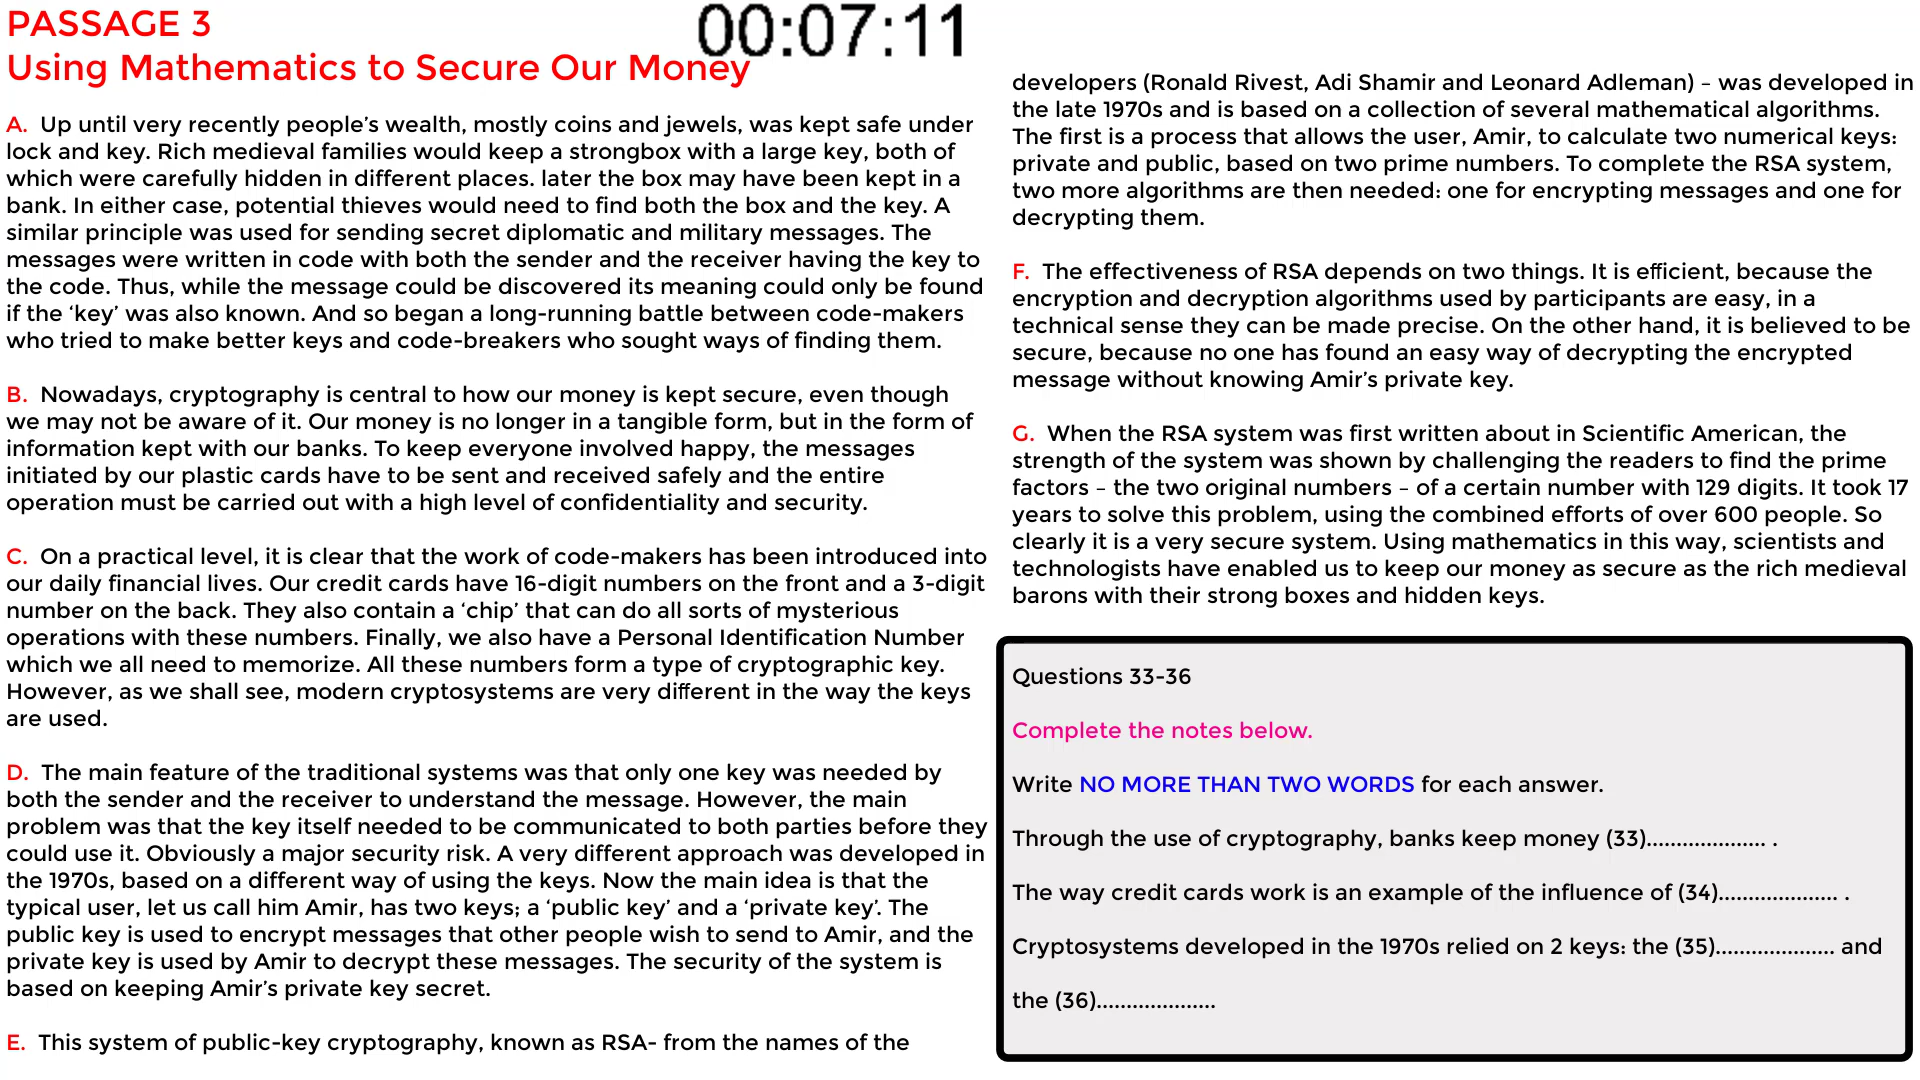 PASSAGE 3
00:07:11
Using Mathematics to Secure Our Money
A. Up until very recently people's wealth, mostly coins and jewels, was kept safe under
lock and key. Rich medieval families would keep a strongbox with a large key, both of
which were carefully hidden in different places. later the box may have been kept in a
bank. In either case, potential thieves would need to find both the box and the key. A
similar principle was used for sending secret diplomatic and military messages. The
messages were written in code with both the sender and the receiver having the key to
the code. Thus, while the message could be discovered its meaning could only be found
if the ‘key’ was also known. And so began a long-running battle between code-makers
who tried to make better keys and code-breakers who sought ways of finding them.
B. Nowadays, cryptography is central to how our money is kept secure, even though
we may not be aware of it. Our money is no longer in a tangible form, but in the form of
information kept with our banks. To keep everyone involved happy, the messages
initiated by our plastic cards have to be sent and received safely and the entire
operation must be carried out with a high level of confidentiality and security.
C. On a practical level, it is clear that the work of code-makers has been introduced into
our daily financial lives. Our credit cards have 16-digit numbers on the front and a 3-digit
number on the back. They also contain a ‘chip’ that can do all sorts of mysterious
operations with these numbers. Finally, we also have a Personal Identification Number
which we all need to memorize. All these numbers form a type of cryptographic key.
However, as we shall see, modern cryptosystems are very different in the way the keys
are used.
D. The main feature of the traditional systems was that only one key was needed by
both the sender and the receiver to understand the message. However, the main
problem was that the key itself needed to be communicated to both parties before they
could use it. Obviously a major security risk. A very different approach was developed in
the 1970s, based on a different way of using the keys. Now the main idea is that the
typical user, let us call him Amir, has two keys; a ‘public key’ and a ‘private key’. The
public key is used to encrypt messages that other people wish to send to Amir, and the
private key is used by Amir to decrypt these messages. The security of the system is
based on keeping Amir's private key secret.
E. This system of public-key cryptography, known as RSA- from the names of the
developers (Ronald Rivest, Adi Shamir and Leonard Adleman) – was developed in
the late 1970s and is based on a collection of several mathematical algorithms.
The first is a process that allows the user, Amir, to calculate two numerical keys:
private and public, based on two prime numbers. To complete the RSA system,
two more algorithms are then needed: one for encrypting messages and one for
decrypting them.
F. The effectiveness of RSA depends on two things. It is efficient, because the
encryption and decryption algorithms used by participants are easy, in a
technical sense they can be made precise. On the other hand, it is believed to be
secure, because no one has found an easy way of decrypting the encrypted
message without knowing Amir's private key.
G. When the RSA system was first written about in Scientific American, the
strength of the system was shown by challenging the readers to find the prime
factors – the two original numbers – of a certain number with 129 digits. It took 17
years to solve this problem, using the combined efforts of over 600 people. So
clearly it is a very secure system. Using mathematics in this way, scientists and
technologists have enabled us to keep our money as secure as the rich medieval
barons with their strong boxes and hidden keys.
Questions 33-36
Complete the notes below.
Write NO MORE THAN TWO WORDS for each answer.
Through the use of cryptography, banks keep money (33).................... .
The way credit cards work is an example of the influence of (34).................... .
Cryptosystems developed in the 1970s relied on 2 keys: the (35).................... and
the (36)....................